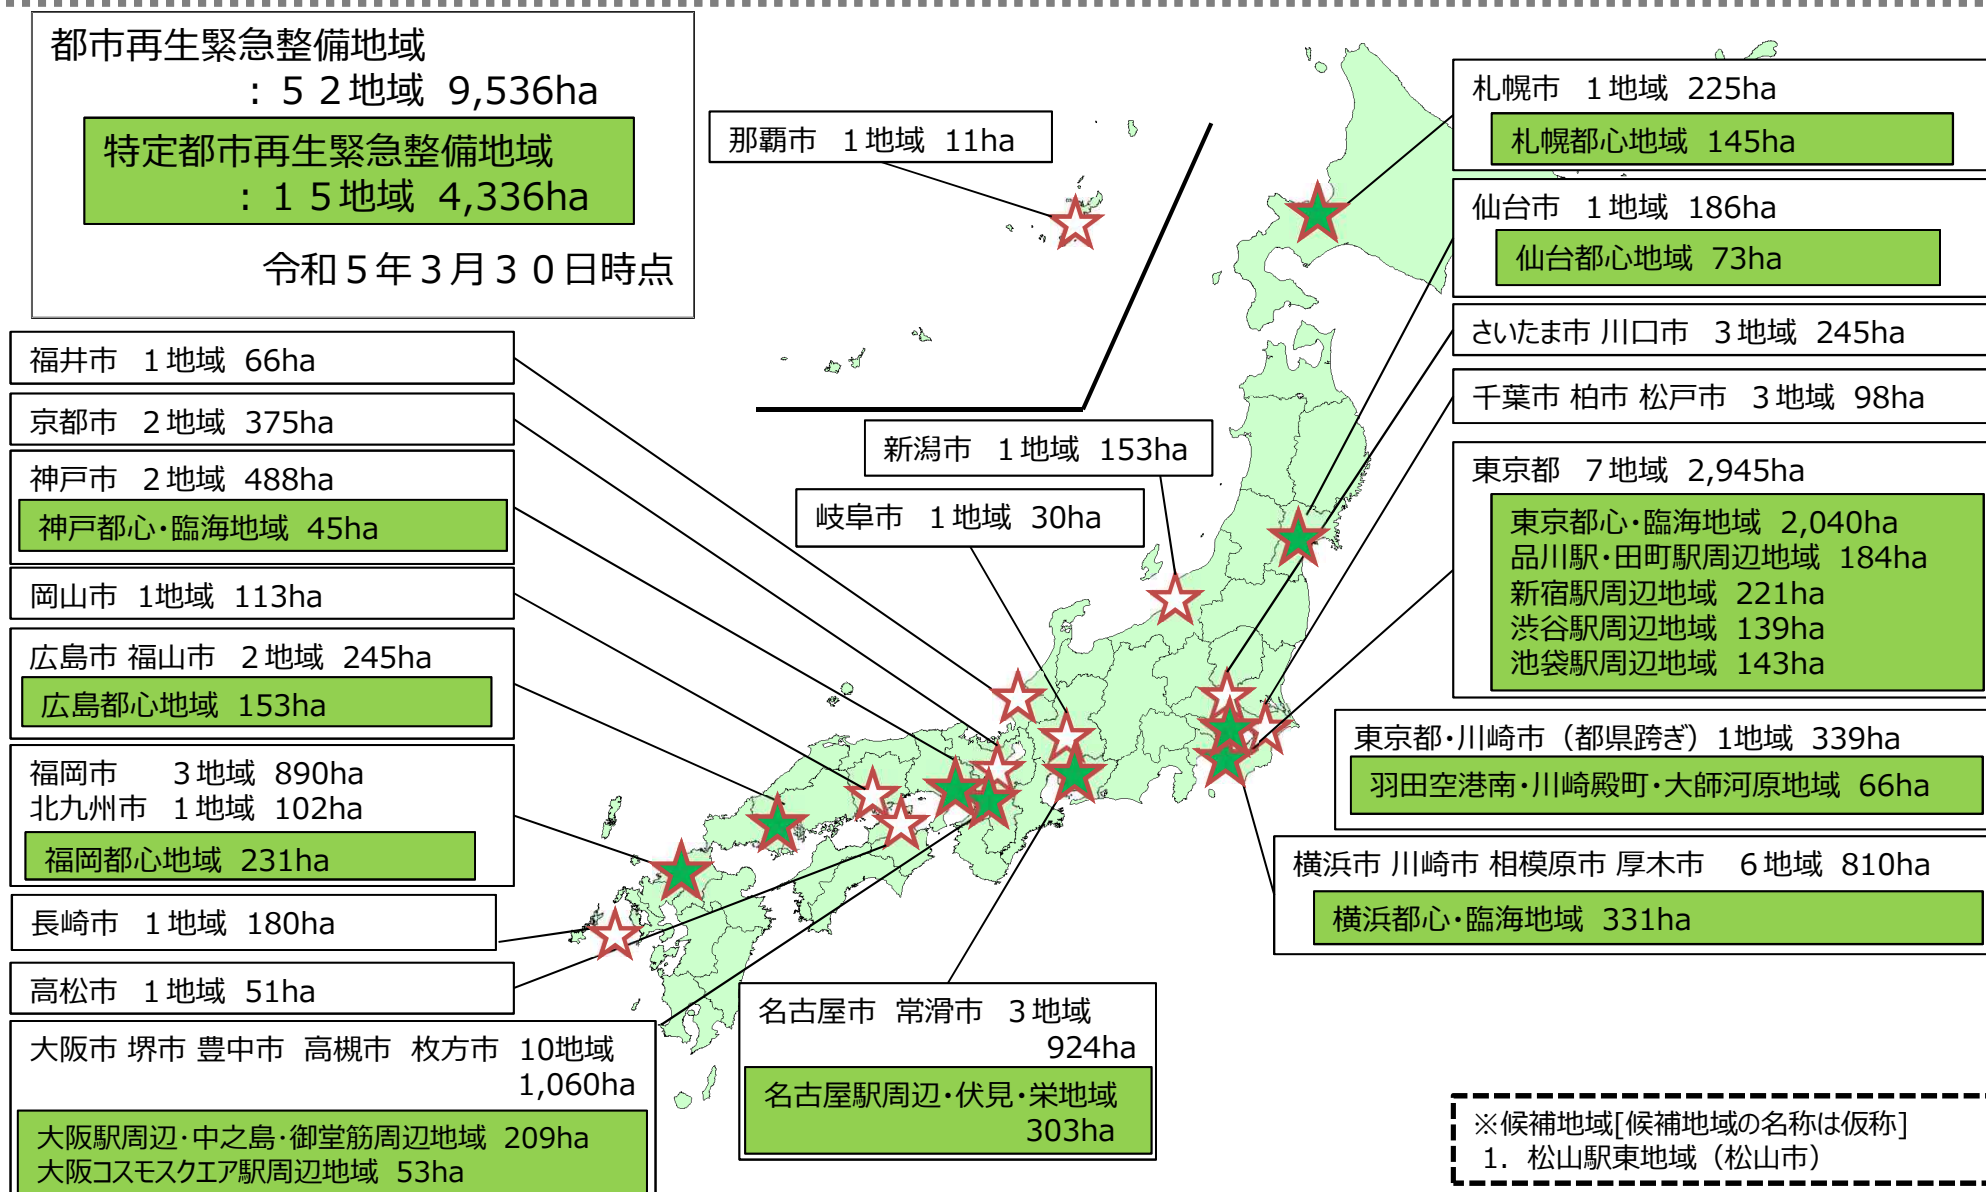 都市再生緊急整備地域
：５２地域 9,536ha
特定都市再生緊急整備地域
：１５地域 4,336ha
令和５年３月３０日時点
那覇市 １地域 11ha
札幌市 １地域 225ha
札幌都心地域 145ha
仙台市 １地域 186ha
仙台都心地域 73ha
さいたま市 川口市 ３地域 245ha
千葉市 柏市 松戸市 ３地域 98ha
東京都 ７地域 2,945ha
東京都心・臨海地域 2,040ha
品川駅・田町駅周辺地域 184ha
新宿駅周辺地域 221ha
渋谷駅周辺地域 139ha
池袋駅周辺地域 143ha
東京都・川崎市（都県跨ぎ）1地域 339ha
羽田空港南・川崎殿町・大師河原地域 66ha
横浜市 川崎市 相模原市 厚木市 ６地域 810ha
横浜都心・臨海地域 331ha
新潟市 １地域 153ha
岐阜市 １地域 30ha
福井市 １地域 66ha
京都市 ２地域 375ha
神戸市 ２地域 488ha
神戸都心・臨海地域 45ha
岡山市 1地域 113ha
広島市 福山市 ２地域 245ha
広島都心地域 153ha
福岡市 ３地域 890ha
北九州市 １地域 102ha
福岡都心地域 231ha
長崎市 １地域 180ha
高松市 １地域 51ha
大阪市 堺市 豊中市 高槻市 枚方市 10地域
1,060ha
大阪駅周辺・中之島・御堂筋周辺地域 209ha
大阪コスモスクエア駅周辺地域 53ha
名古屋市 常滑市 ３地域
924ha
名古屋駅周辺・伏見・栄地域
303ha
※候補地域[候補地域の名称は仮称]
1. 松山駅東地域（松山市）